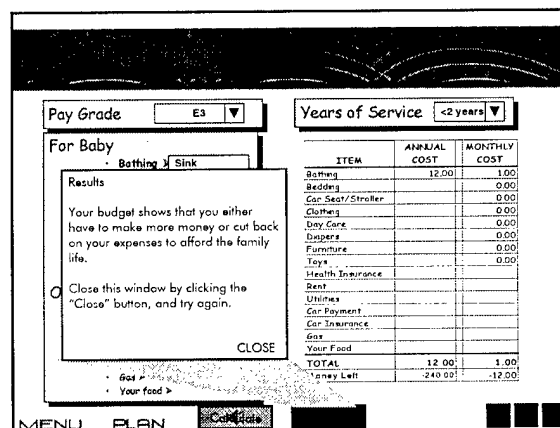 Pay Grade E3
Years of Service <2 years
For Baby
Bathing > Sink
Results
Your budget shows that you either
have to make more money or cut back
on your expenses to afford the family
life.
Close this window by clicking the
"Close" button, and try again.
CLOSE
Gas >
Your food >
ITEM ANNUAL COST MONTHLY COST
Bathing 12.00 1.00
Bedding 0.00
Car Seat/Stroller 0.00
Clothing 0.00
Day Care 0.00
Diapers 0.00
Furniture 0.00
Toys 0.00
Health Insurance
Rent
Utilities
Car Payment
Car Insurance
Gas
Your Food
TOTAL 12.00 1.00
Money Left -240.00 -12.00
MENU PLAN Calculate